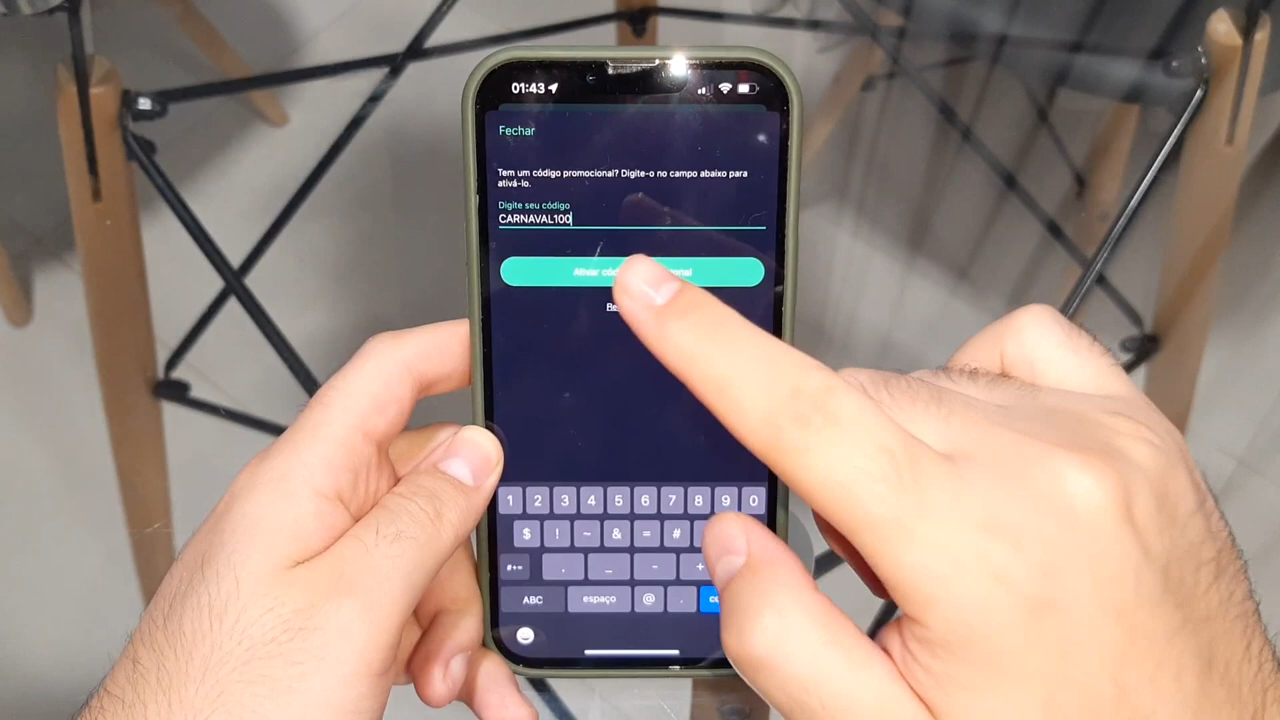 01:43
Fechar
Tem um código promocional? Digite-o no campo abaixo para
ativá-lo.
Digite seu código
CARNAVAL100
Ativar
1 2 3 4 5 6 7 8 9 0
$ ! ~ & = #
#+= . _ - +
ABC espaço @ .